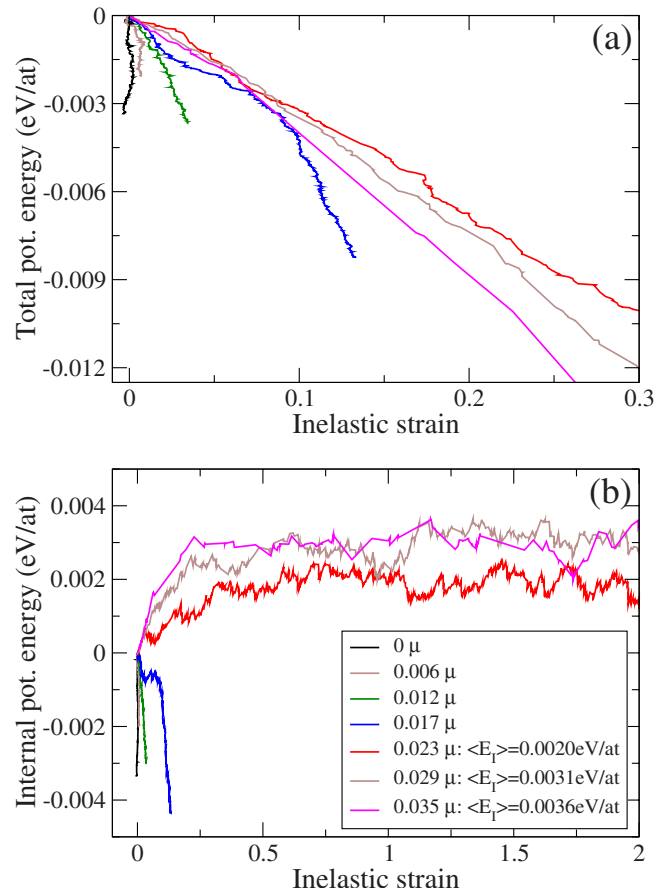 (a)
0
-0.003
-0.006
-0.009
-0.012
Total pot. energy (eV/at)
0 0.1 0.2 0.3
Inelastic strain
(b)
0.004
0.002
0
-0.002
-0.004
Internal pot. energy (eV/at)
0 μ
0.006 μ
0.012 μ
0.017 μ
0.023 μ: <E_I>=0.0020eV/at
0.029 μ: <E_I>=0.0031eV/at
0.035 μ: <E_I>=0.0036eV/at
0 0.5 1 1.5 2
Inelastic strain